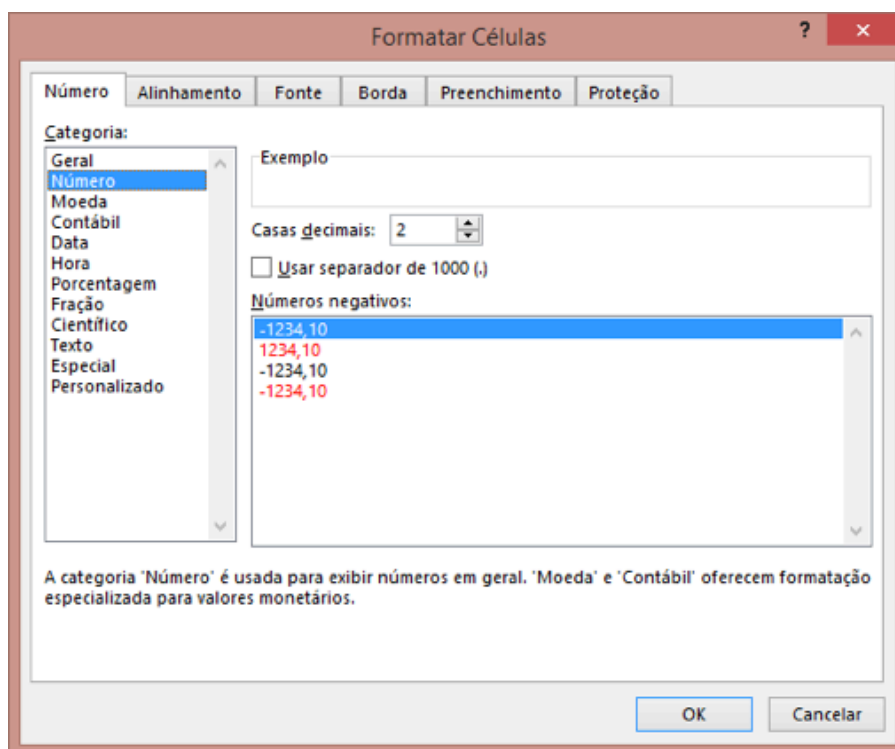 Formatar Células
?
Número Alinhamento Fonte Borda Preenchimento Proteção
Categoria:
Geral
Número
Moeda
Contábil
Data
Hora
Porcentagem
Fração
Científico
Texto
Especial
Personalizado
Exemplo
Casas decimais: 2
Usar separador de 1000 (.)
Números negativos:
-1234,10
1234,10
-1234,10
-1234,10
A categoria 'Número' é usada para exibir números em geral. 'Moeda' e 'Contábil' oferecem formatação
especializada para valores monetários.
OK Cancelar